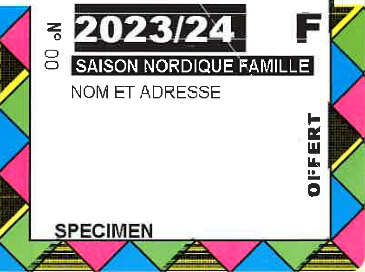 N° 00
2023/24 F
SAISON NORDIQUE FAMILLE
NOM ET ADRESSE
OFFERT
SPECIMEN